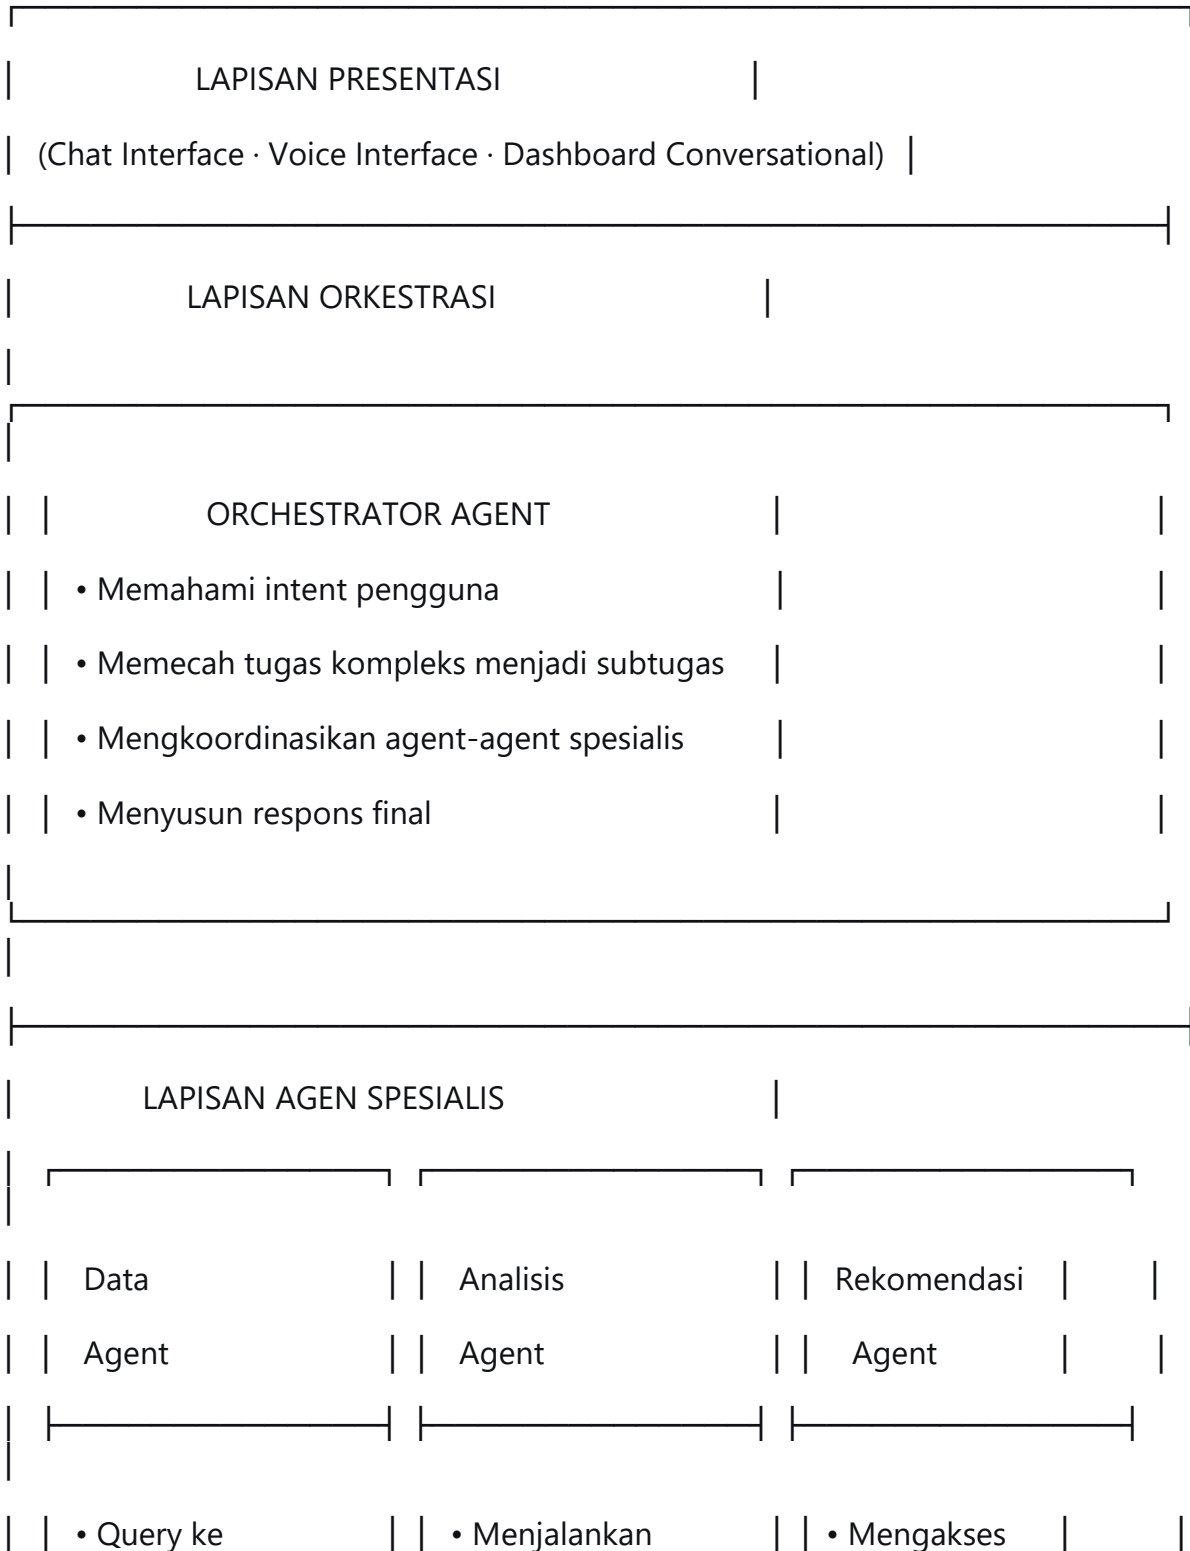 LAPISAN PRESENTASI
(Chat Interface · Voice Interface · Dashboard Conversational)
LAPISAN ORKESTRASI
ORCHESTRATOR AGENT
• Memahami intent pengguna
• Memecah tugas kompleks menjadi subtugas
• Mengkoordinasikan agent-agent spesialis
• Menyusun respons final
LAPISAN AGEN SPESIALIS
Data Analisis Rekomendasi
Agent Agent Agent
• Query ke • Menjalankan • Mengakses